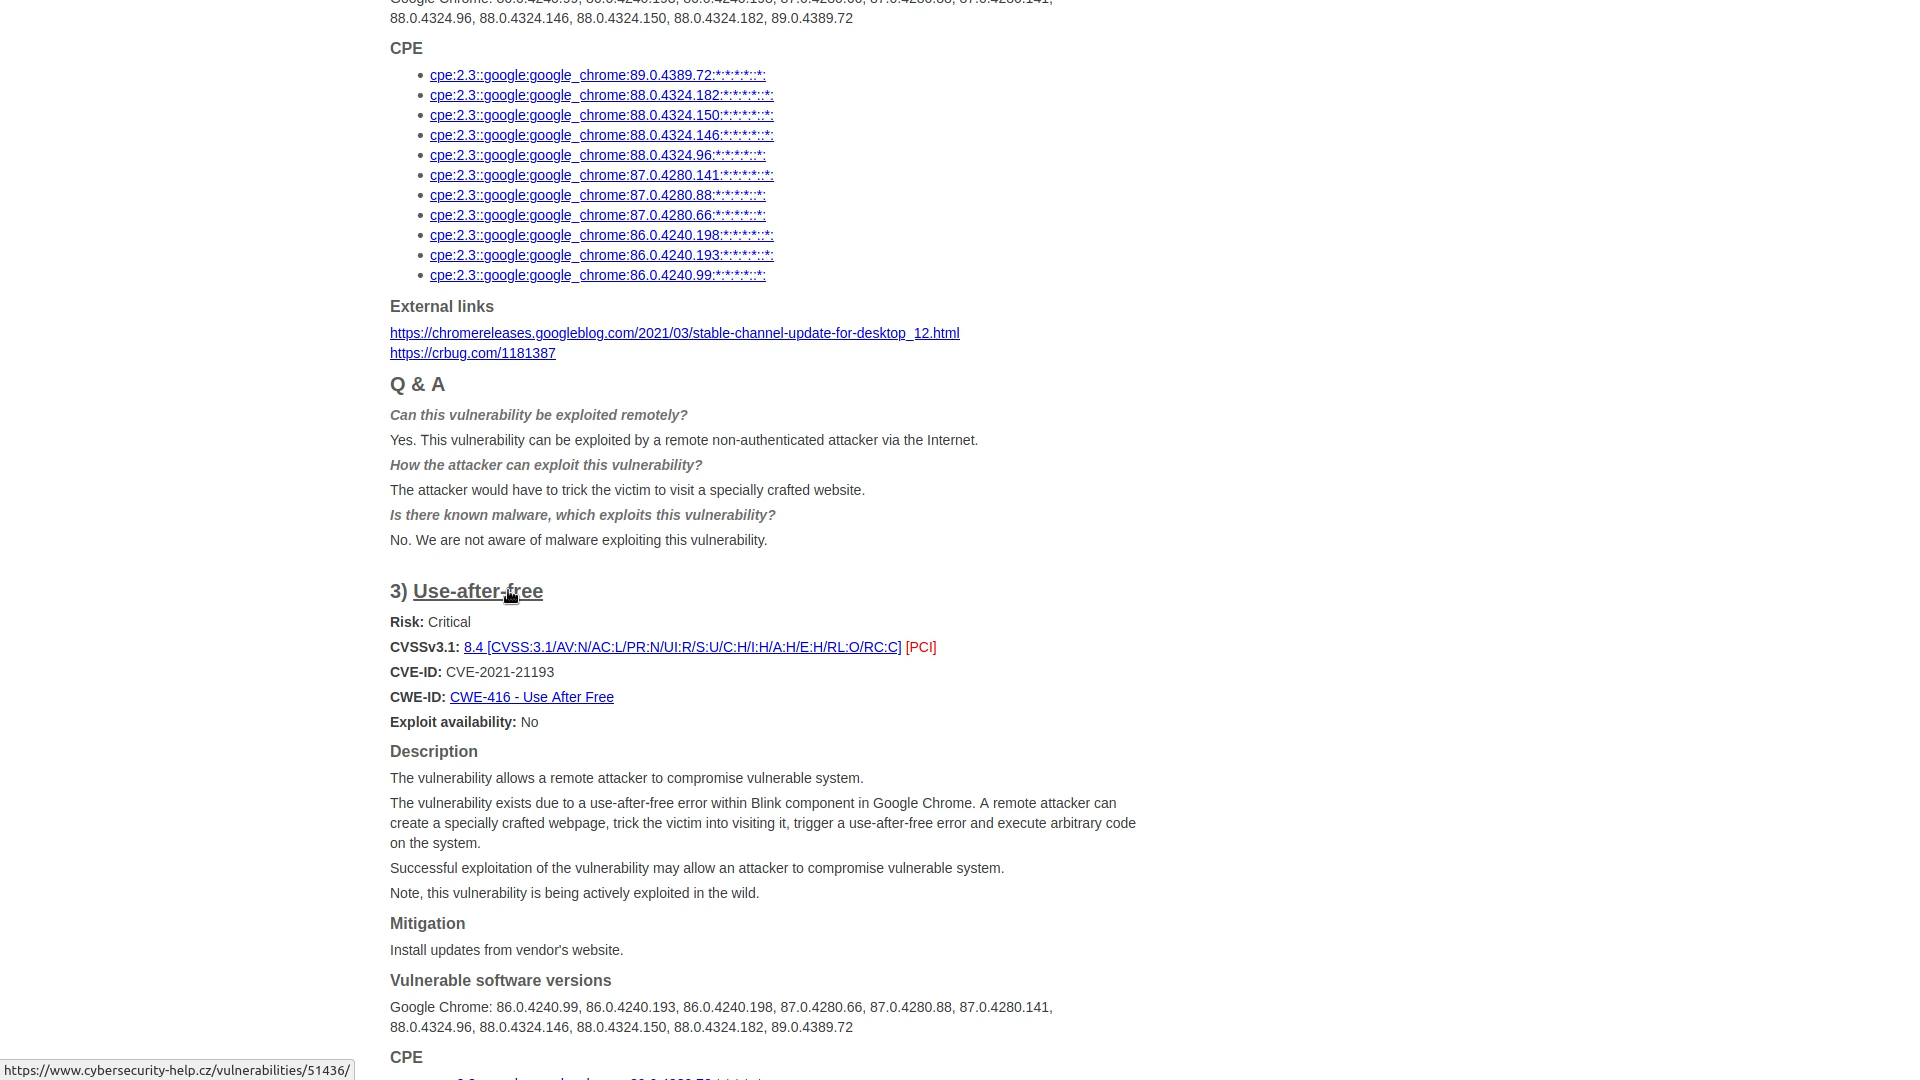 88.0.4324.96, 88.0.4324.146, 88.0.4324.150, 88.0.4324.182, 89.0.4389.72
CPE
cpe:2.3::google:google_chrome:89.0.4389.72:*:*:*:*::*:
cpe:2.3::google:google_chrome:88.0.4324.182:*:*:*:*::*:
cpe:2.3::google:google_chrome:88.0.4324.150:*:*:*:*::*:
cpe:2.3::google:google_chrome:88.0.4324.146:*:*:*:*::*:
cpe:2.3::google:google_chrome:88.0.4324.96:*:*:*:*::*:
cpe:2.3::google:google_chrome:87.0.4280.141:*:*:*:*::*:
cpe:2.3::google:google_chrome:87.0.4280.88:*:*:*:*::*:
cpe:2.3::google:google_chrome:87.0.4280.66:*:*:*:*::*:
cpe:2.3::google:google_chrome:86.0.4240.198:*:*:*:*::*:
cpe:2.3::google:google_chrome:86.0.4240.193:*:*:*:*::*:
cpe:2.3::google:google_chrome:86.0.4240.99:*:*:*:*::*:
External links
https://chromereleases.googleblog.com/2021/03/stable-channel-update-for-desktop_12.html
https://crbug.com/1181387
Q & A
Can this vulnerability be exploited remotely?
Yes. This vulnerability can be exploited by a remote non-authenticated attacker via the Internet.
How the attacker can exploit this vulnerability?
The attacker would have to trick the victim to visit a specially crafted website.
Is there known malware, which exploits this vulnerability?
No. We are not aware of malware exploiting this vulnerability.
3) Use-after-free
Risk: Critical
CVSSv3.1: 8.4 [CVSS:3.1/AV:N/AC:L/PR:N/UI:R/S:U/C:H/I:H/A:H/E:H/RL:O/RC:C] [PCI]
CVE-ID: CVE-2021-21193
CWE-ID: CWE-416 - Use After Free
Exploit availability: No
Description
The vulnerability allows a remote attacker to compromise vulnerable system.
The vulnerability exists due to a use-after-free error within Blink component in Google Chrome. A remote attacker can
create a specially crafted webpage, trick the victim into visiting it, trigger a use-after-free error and execute arbitrary code
on the system.
Successful exploitation of the vulnerability may allow an attacker to compromise vulnerable system.
Note, this vulnerability is being actively exploited in the wild.
Mitigation
Install updates from vendor's website.
Vulnerable software versions
Google Chrome: 86.0.4240.99, 86.0.4240.193, 86.0.4240.198, 87.0.4280.66, 87.0.4280.88, 87.0.4280.141,
88.0.4324.96, 88.0.4324.146, 88.0.4324.150, 88.0.4324.182, 89.0.4389.72
CPE
https://www.cybersecurity-help.cz/vulnerabilities/51436/